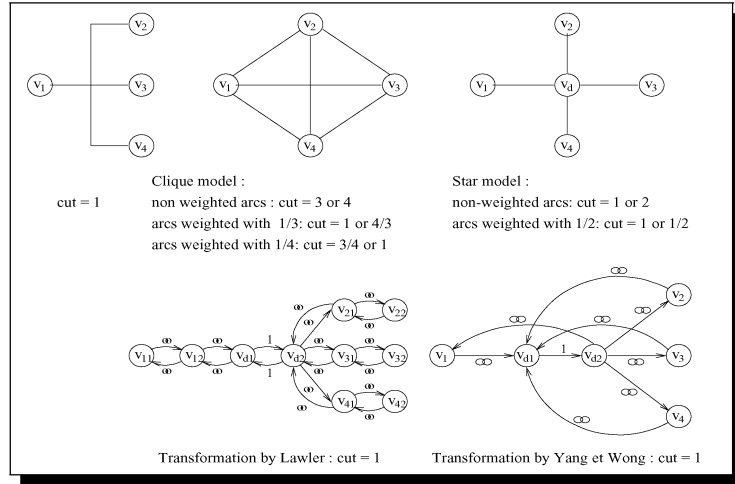 v2
v2
v2
v1
v3
v1
v3
v1
vd
v3
v4
v4
v4
Clique model :
Star model :
cut = 1
non weighted arcs : cut = 3 or 4
non-weighted arcs: cut = 1 or 2
arcs weighted with 1/3: cut = 1 or 4/3
arcs weighted with 1/2: cut = 1 or 1/2
arcs weighted with 1/4: cut = 3/4 or 1
∞
∞
∞
v21
v22
∞
∞
v2
∞
∞
∞
∞
∞
1
∞
∞
∞
v11
v12
vd1
vd2
v31
v32
∞
∞
1
∞
∞
∞
∞
v41
v42
∞
∞
∞
∞
v1
∞
vd1
1
vd2
∞
v3
∞
∞
v4
Transformation by Lawler : cut = 1
Transformation by Yang et Wong : cut = 1